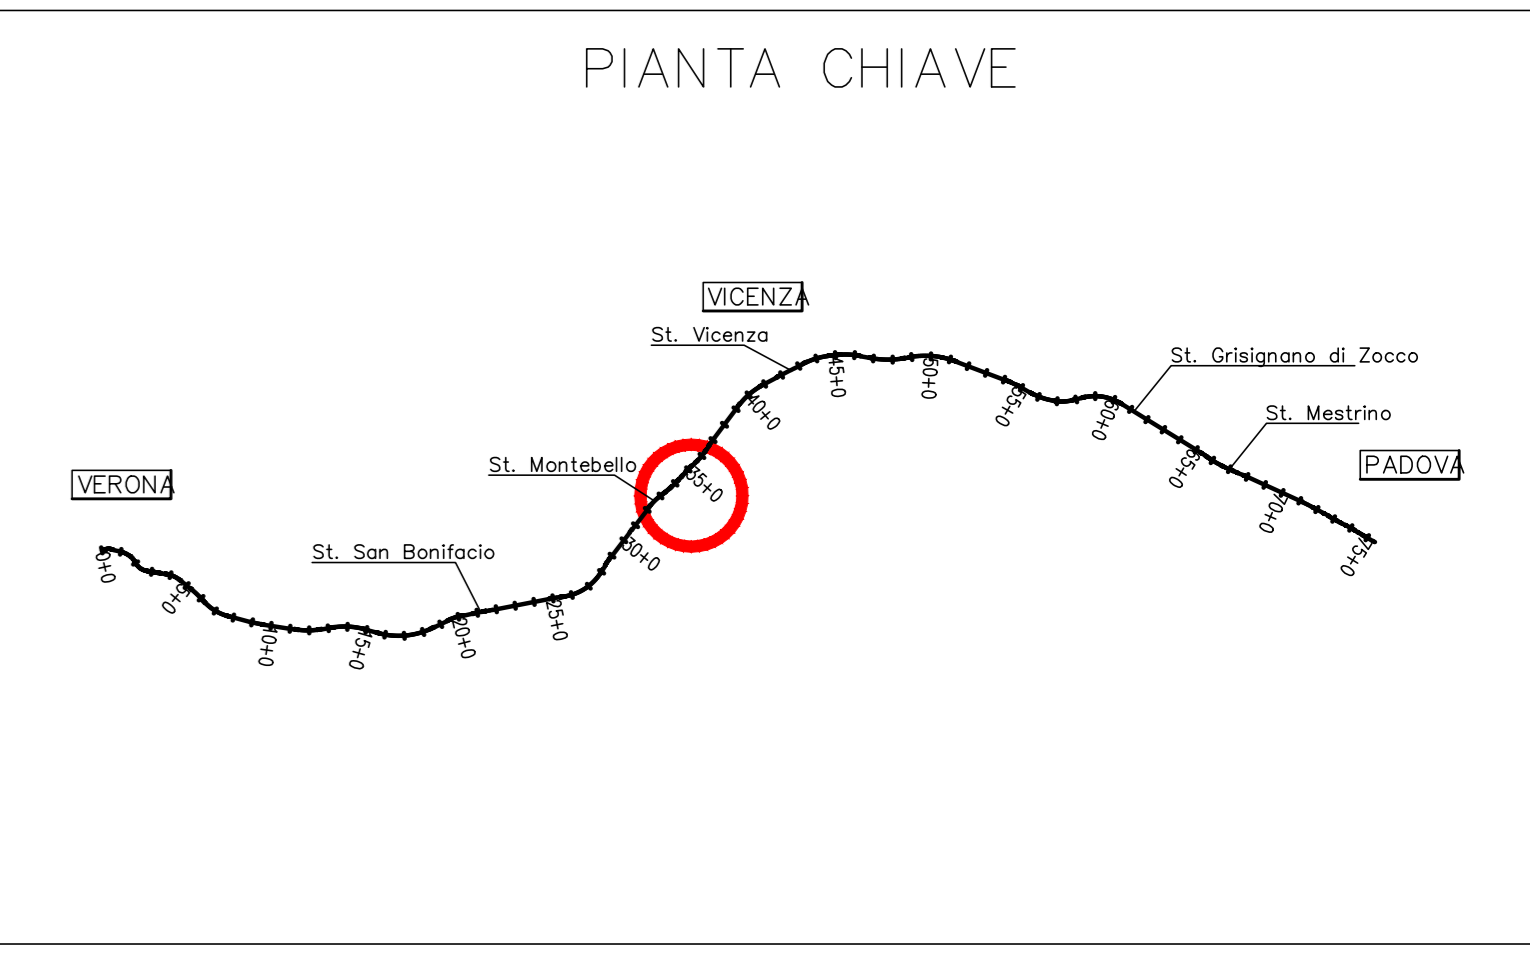 PIANTA CHIAVE
VICENZA
St. Vicenza
St. Grisignano di Zocco
St. Mestrino
PADOVA
St. Montebello
VERONA
St. San Bonifacio
0+0
5+0
10+0
15+0
20+0
25+0
30+0
35+0
40+0
45+0
50+0
55+0
60+0
65+0
70+0
75+0